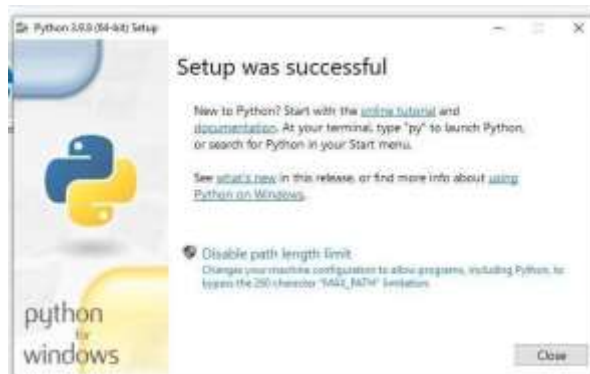 Python 3.9.0 (64-bit) Setup
Setup was successful
New to Python? Start with the online tutorial and
documentation. At your terminal, type "py" to launch Python,
or search for Python in your Start menu.
See what's new in this release, or find more info about using
Python on Windows.
Disable path length limit
Changes your machine configuration to allow programs, including Python, to
bypass the 260 character "MAX_PATH" limitation.
python
for
windows
Close